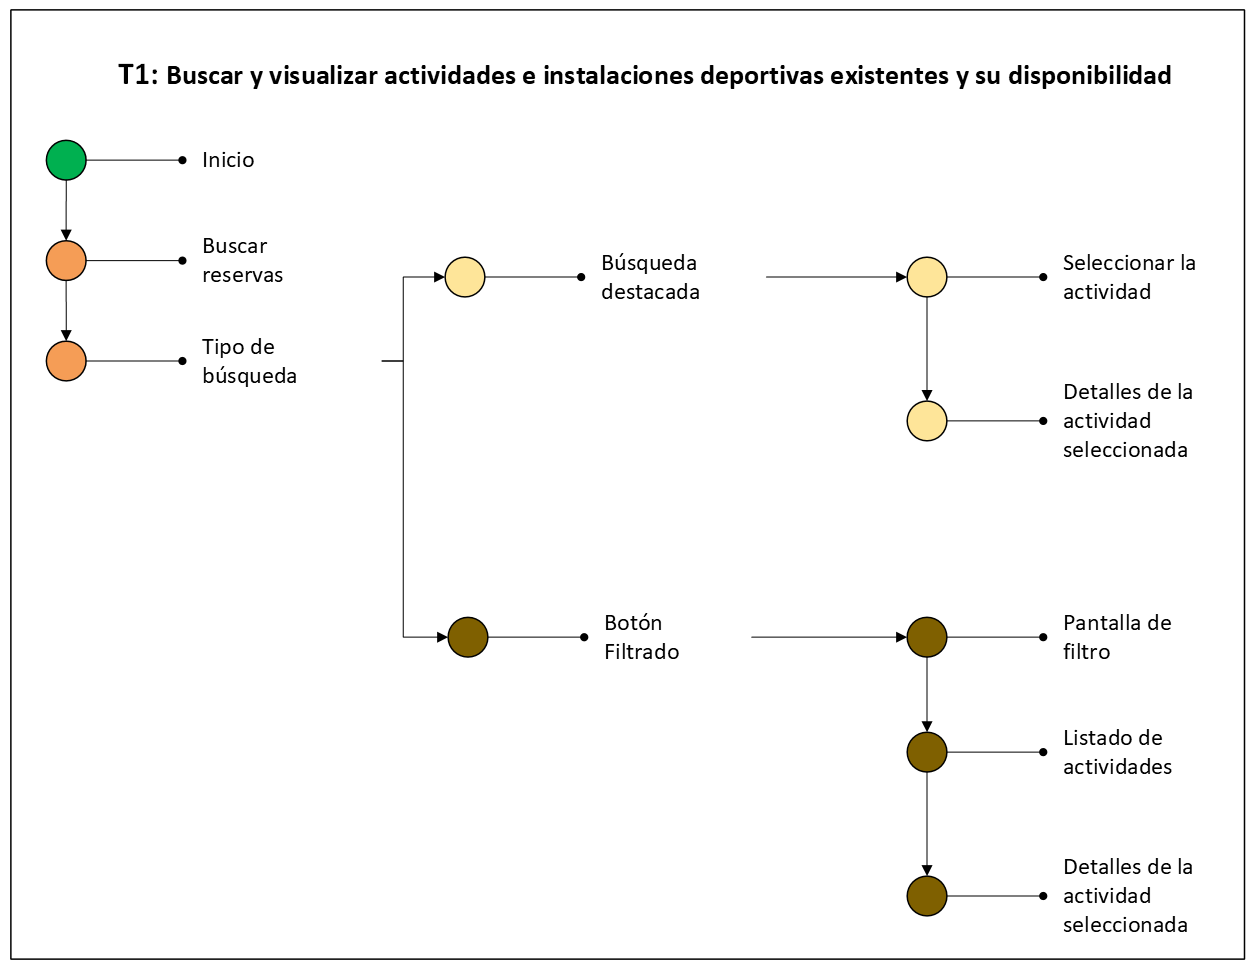 T1: Buscar y visualizar actividades e instalaciones deportivas existentes y su disponibilidad
Inicio
Buscar
reservas
Tipo de
búsqueda
Búsqueda
destacada
Seleccionar la
actividad
Detalles de la
actividad
seleccionada
Botón
Filtrado
Pantalla de
filtro
Listado de
actividades
Detalles de la
actividad
seleccionada